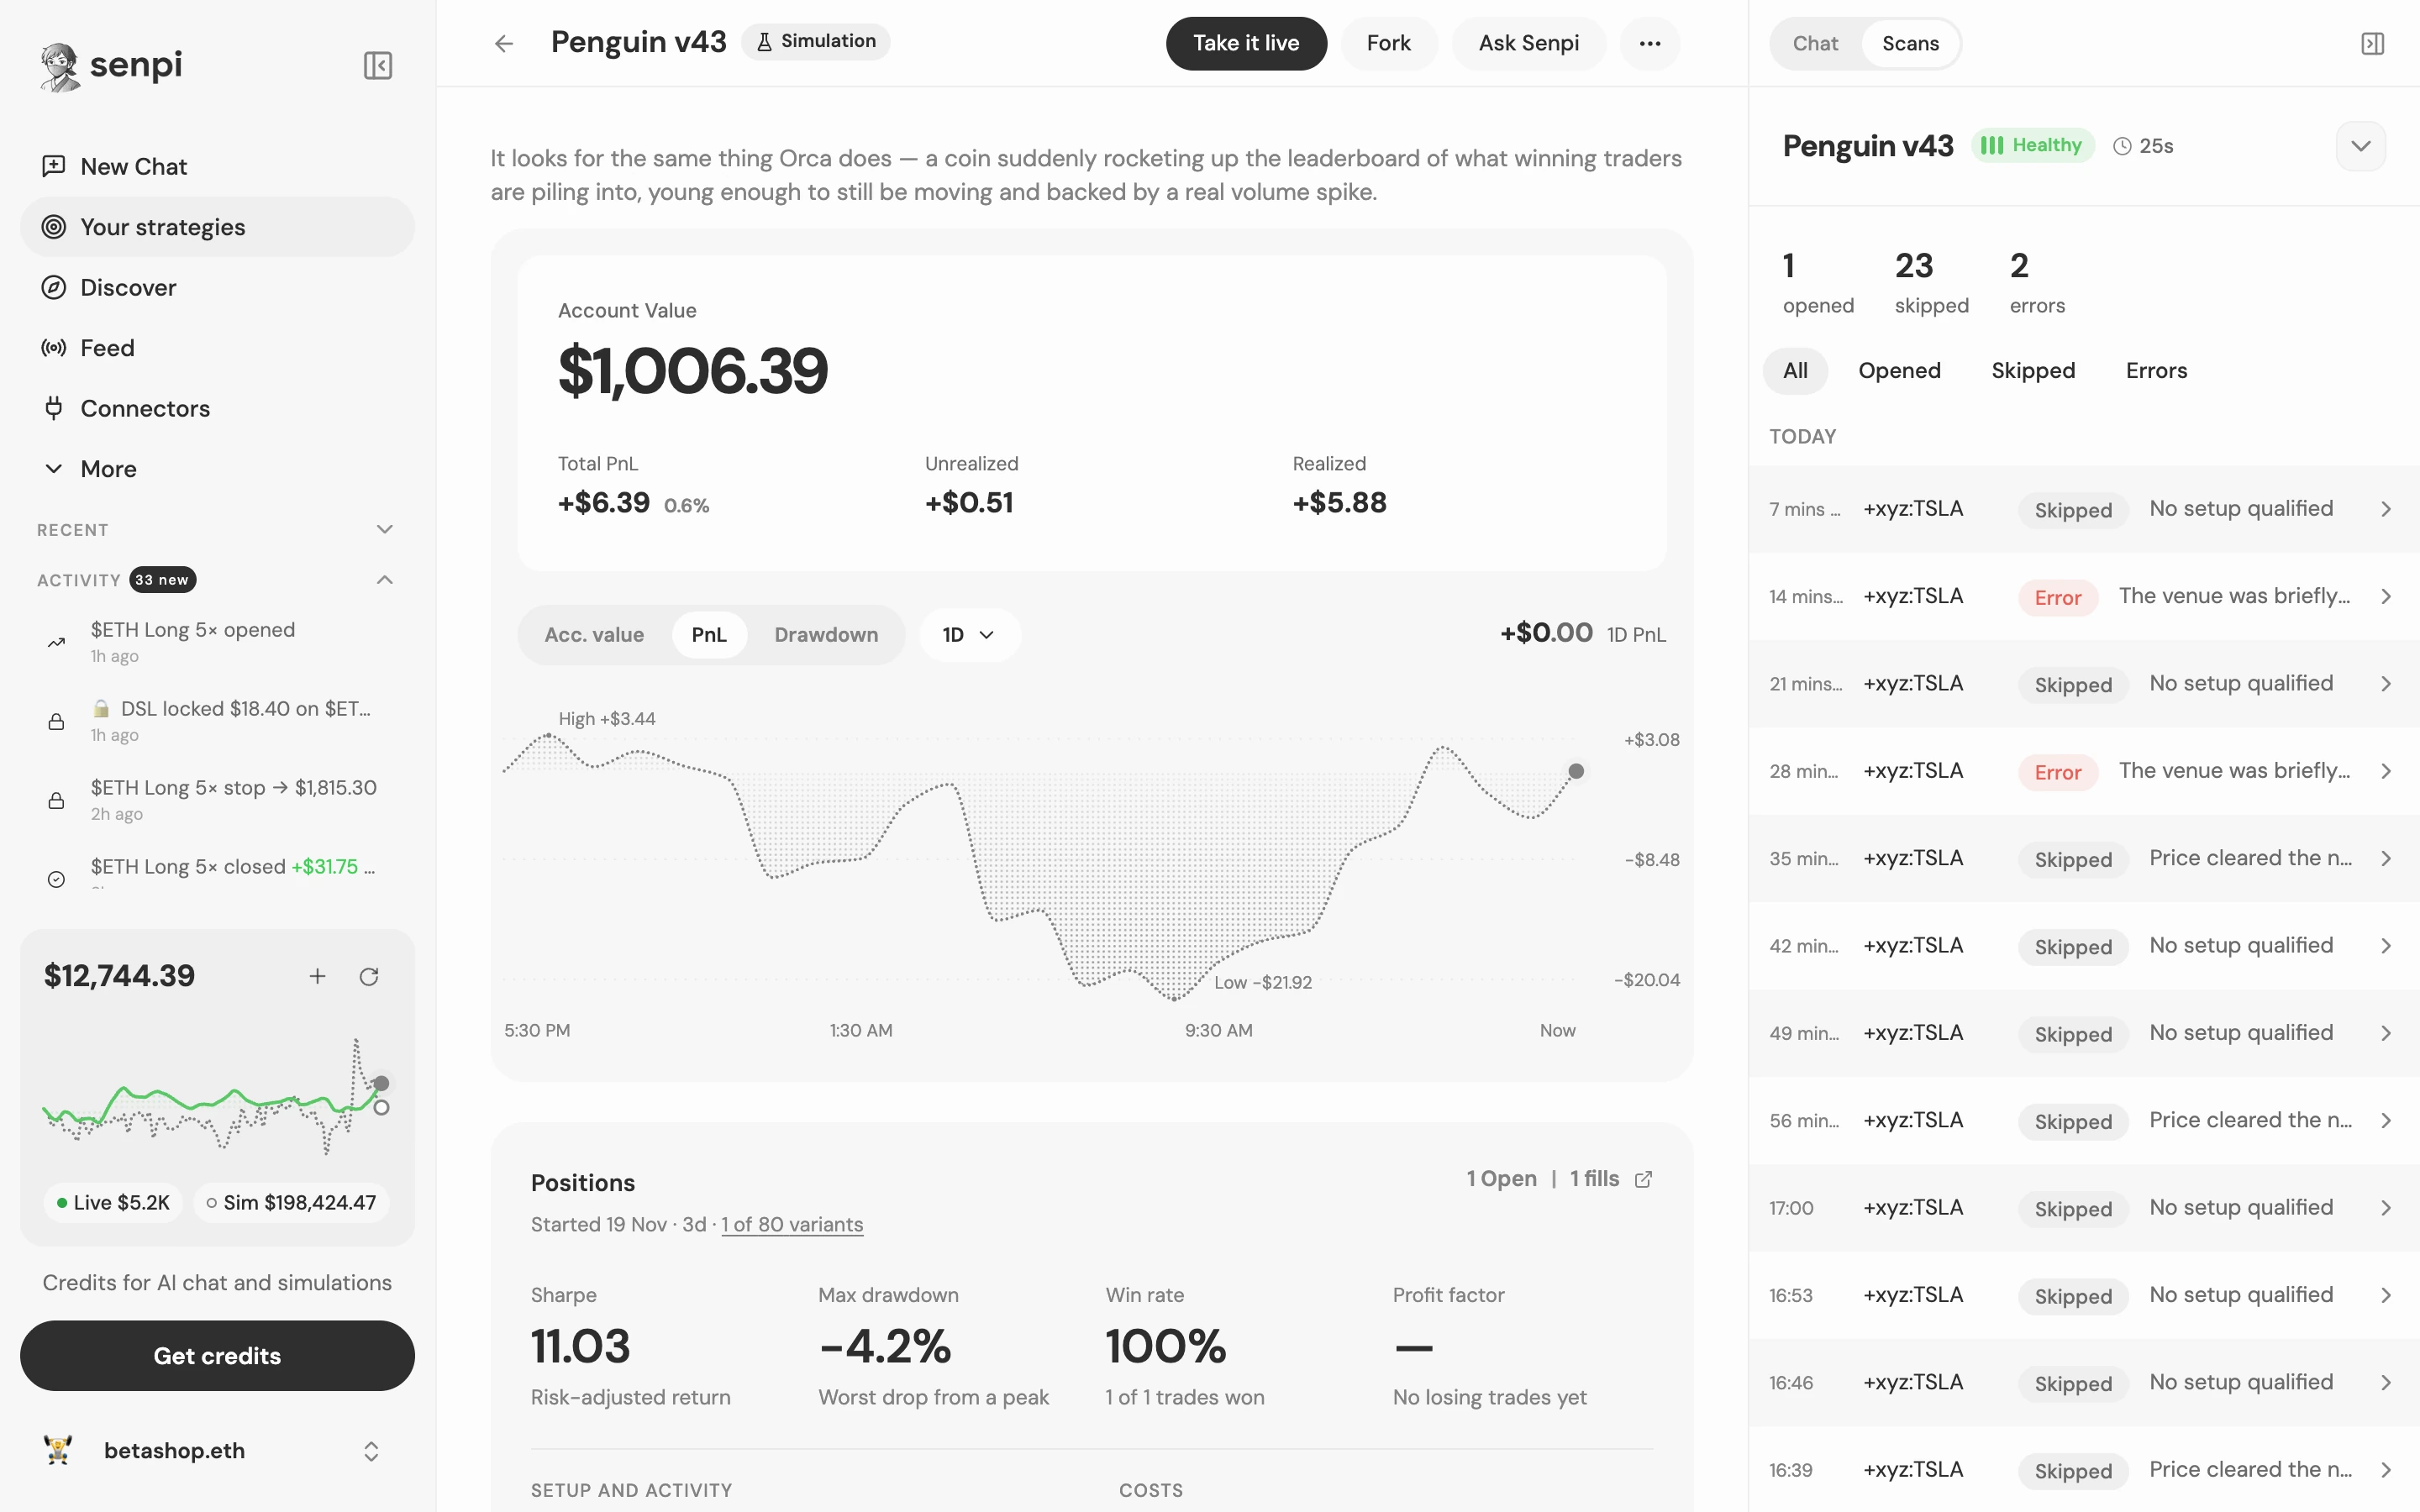 senpi
New Chat
Your strategies
Discover
Feed
Connectors
More
RECENT
ACTIVITY 33 new
$ETH Long 5× opened
1h ago
DSL locked $18.40 on $ET...
1h ago
$ETH Long 5× stop → $1,815.30
2h ago
$ETH Long 5× closed +$31.75 ...
$12,744.39
Live $5.2K
Sim $198,424.47
Credits for AI chat and simulations
Get credits
betashop.eth
Penguin v43
Simulation
Take it live
Fork
Ask Senpi
It looks for the same thing Orca does — a coin suddenly rocketing up the leaderboard of what winning traders
are piling into, young enough to still be moving and backed by a real volume spike.
Account Value
$1,006.39
Total PnL
+$6.39 0.6%
Unrealized
+$0.51
Realized
+$5.88
Acc. value
PnL
Drawdown
1D
+$0.00 1D PnL
High +$3.44
+$3.08
−$8.48
Low −$21.92
−$20.04
5:30 PM
1:30 AM
9:30 AM
Now
Positions
1 Open | 1 fills
Started 19 Nov · 3d · 1 of 80 variants
Sharpe
11.03
Risk-adjusted return
Max drawdown
−4.2%
Worst drop from a peak
Win rate
100%
1 of 1 trades won
Profit factor
—
No losing trades yet
SETUP AND ACTIVITY
COSTS
Chat
Scans
Penguin v43
Healthy
25s
1
opened
23
skipped
2
errors
All
Opened
Skipped
Errors
TODAY
7 mins ... +xyz:TSLA Skipped No setup qualified
14 mins... +xyz:TSLA Error The venue was briefly...
21 mins... +xyz:TSLA Skipped No setup qualified
28 min... +xyz:TSLA Error The venue was briefly...
35 min... +xyz:TSLA Skipped Price cleared the n...
42 min... +xyz:TSLA Skipped No setup qualified
49 min... +xyz:TSLA Skipped No setup qualified
56 min... +xyz:TSLA Skipped Price cleared the n...
17:00 +xyz:TSLA Skipped No setup qualified
16:53 +xyz:TSLA Skipped No setup qualified
16:46 +xyz:TSLA Skipped No setup qualified
16:39 +xyz:TSLA Skipped Price cleared the n...